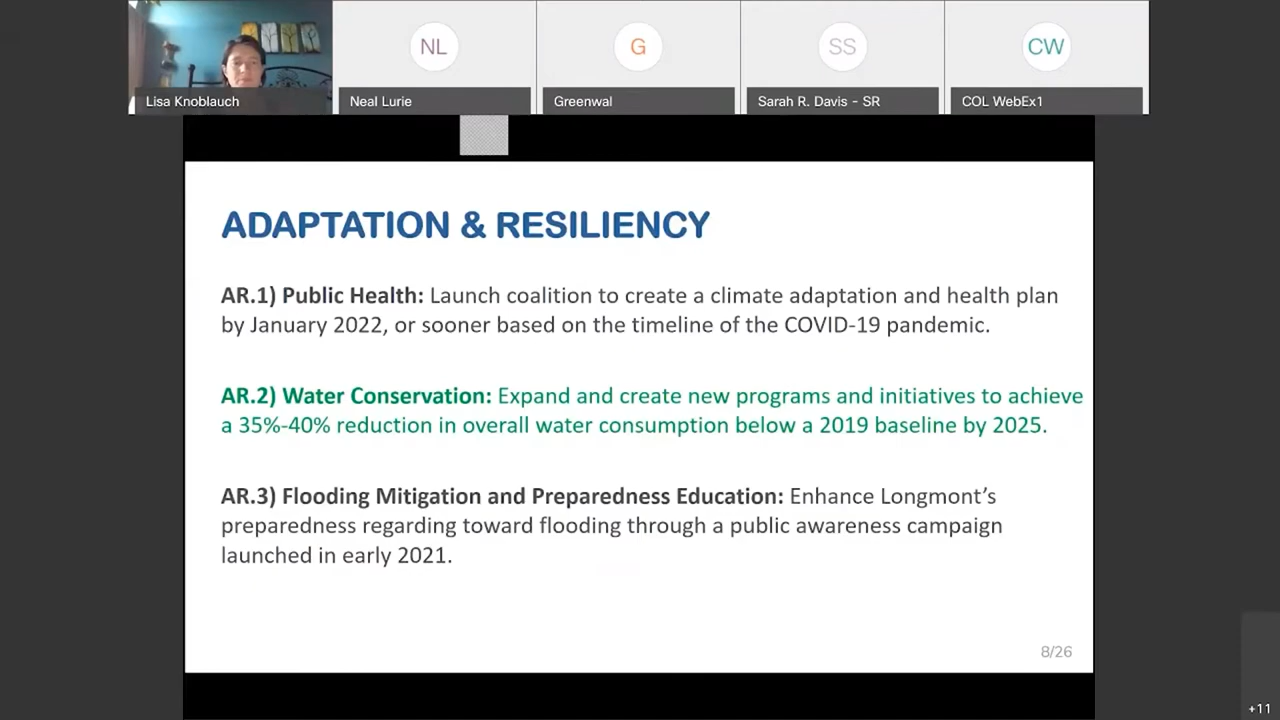 NL
G
SS
CW
Lisa Knoblauch
Neal Lurie
Greenwal
Sarah R. Davis - SR
COL WebEx1
ADAPTATION & RESILIENCY
AR.1) Public Health: Launch coalition to create a climate adaptation and health plan
by January 2022, or sooner based on the timeline of the COVID-19 pandemic.
AR.2) Water Conservation: Expand and create new programs and initiatives to achieve
a 35%-40% reduction in overall water consumption below a 2019 baseline by 2025.
AR.3) Flooding Mitigation and Preparedness Education: Enhance Longmont’s
preparedness regarding toward flooding through a public awareness campaign
launched in early 2021.
8/26
+11